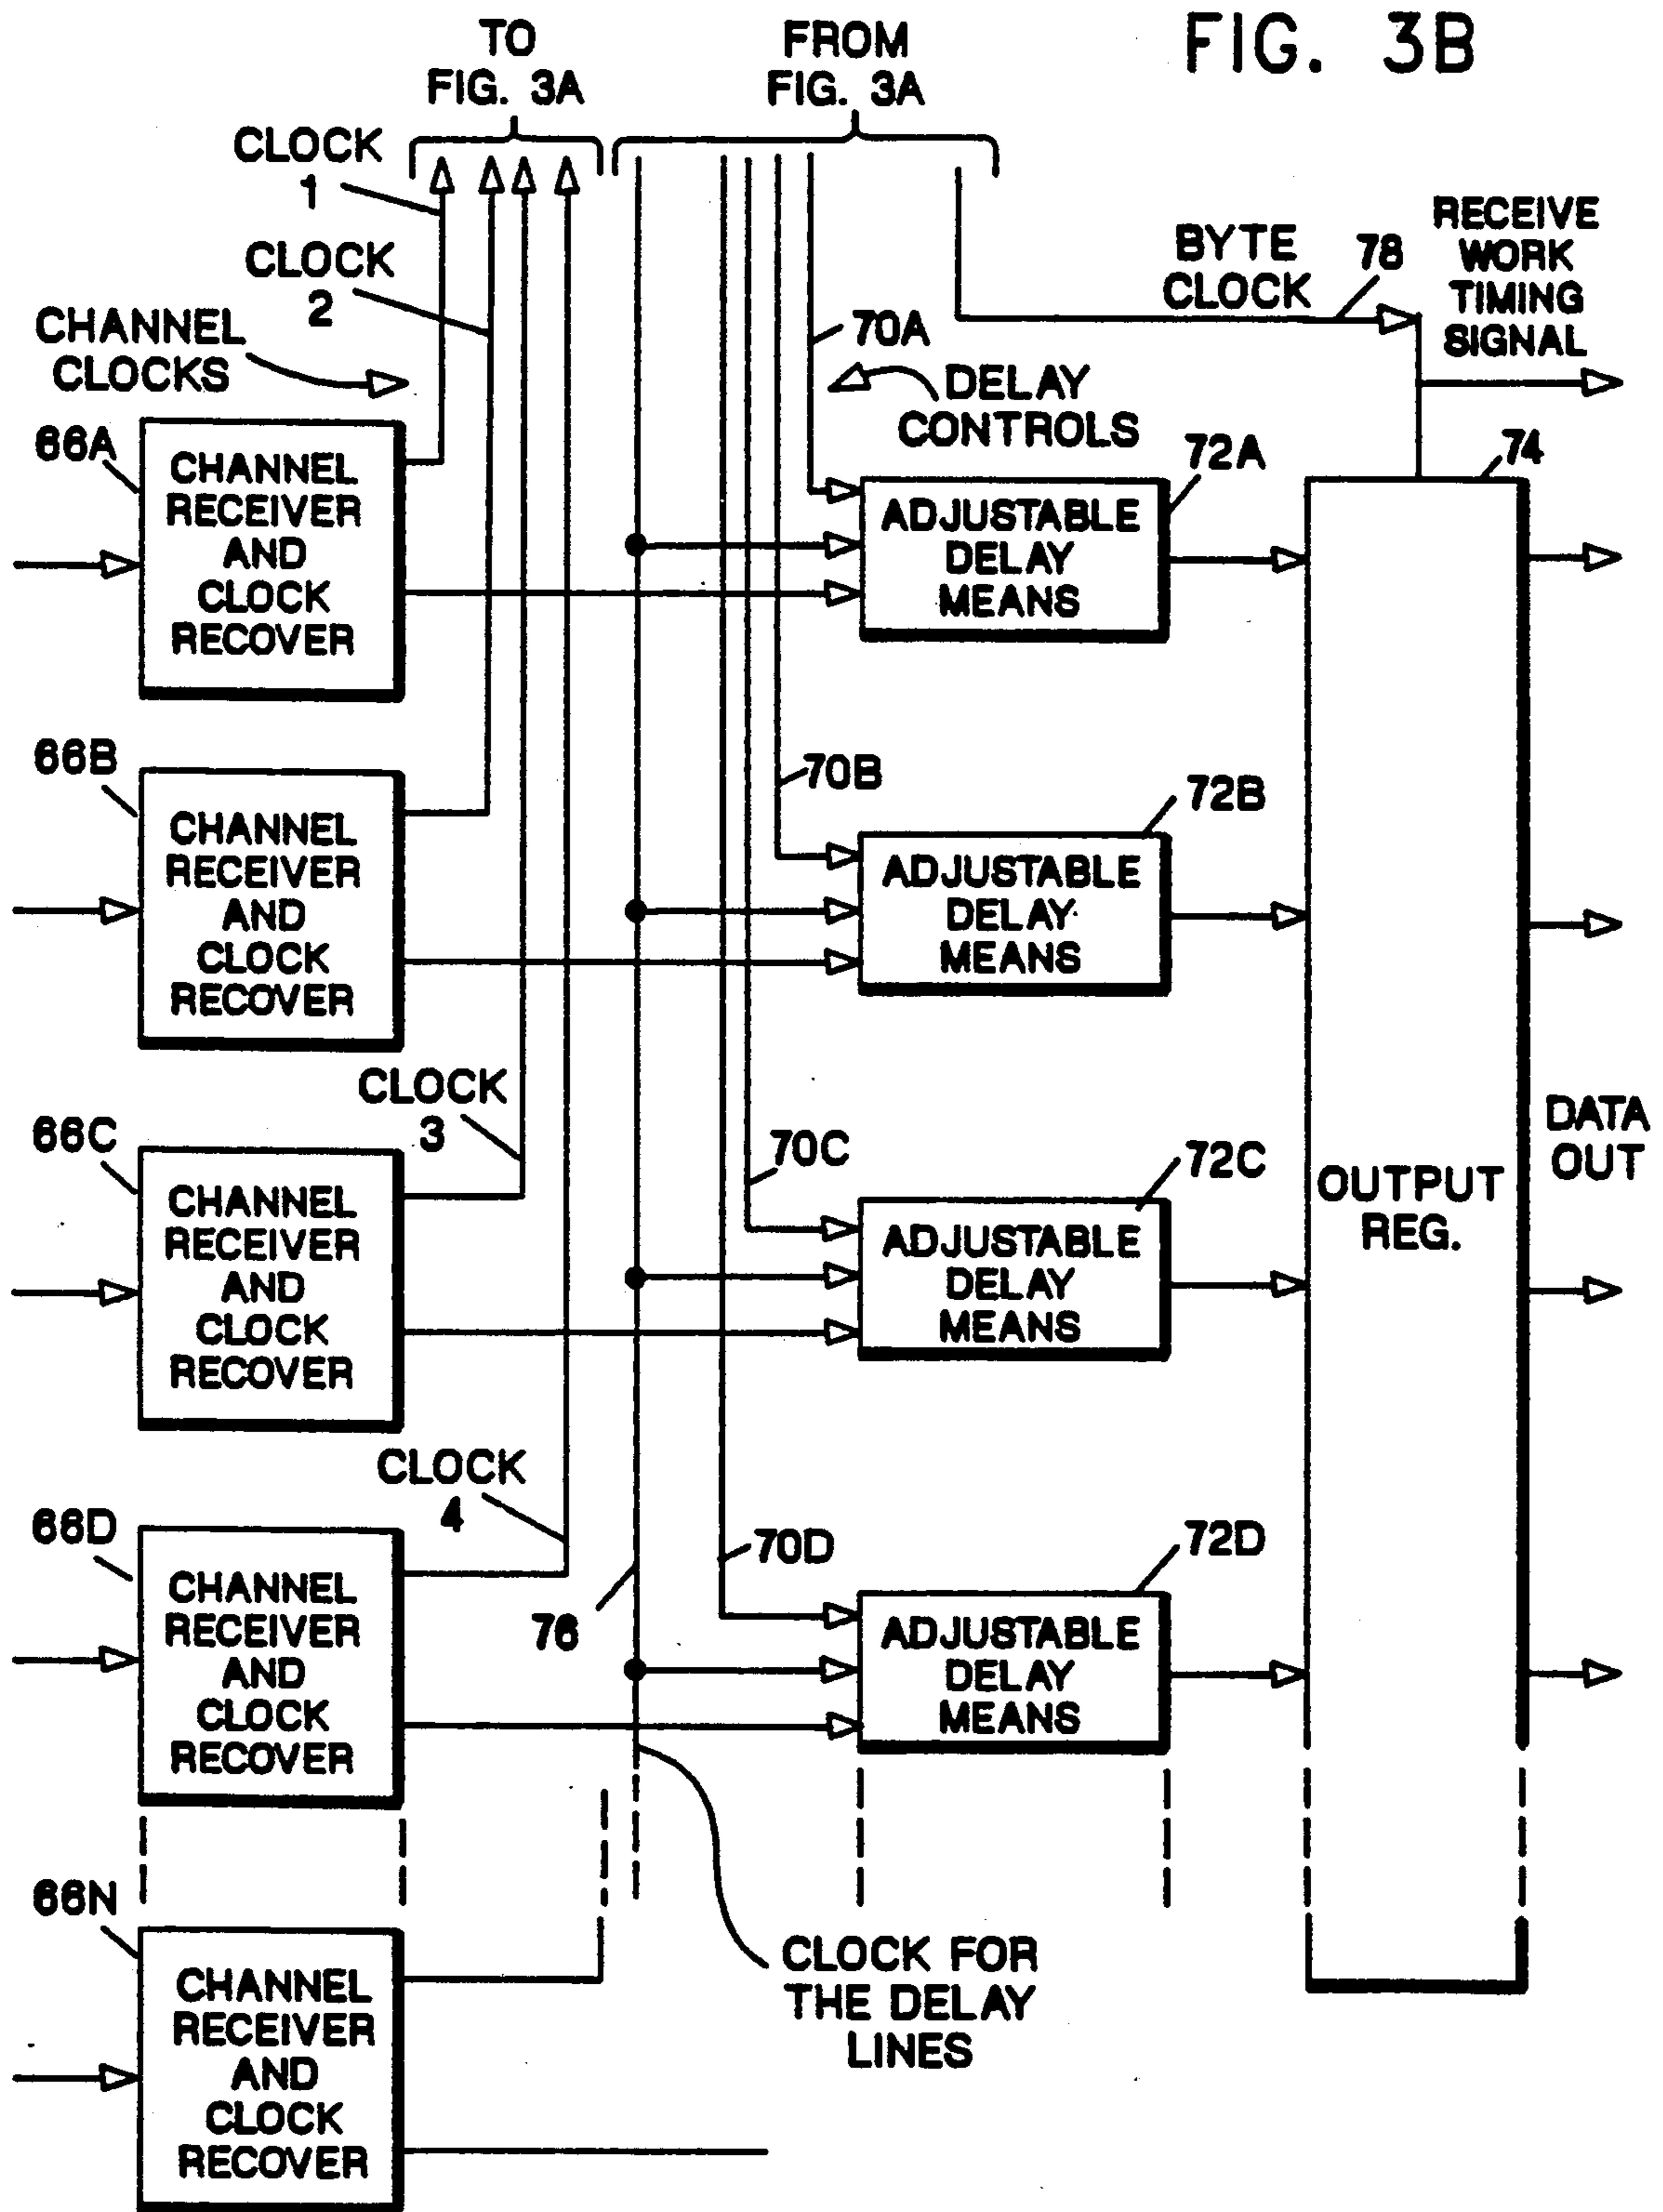 FIG. 3B
TO
FIG. 3A
FROM
FIG. 3A
CLOCK
1
CLOCK
2
CHANNEL
CLOCKS
BYTE
CLOCK
78
RECEIVE
WORK
TIMING
SIGNAL
70A
DELAY
CONTROLS
66A
CHANNEL
RECEIVER
AND
CLOCK
RECOVER
72A
ADJUSTABLE
DELAY
MEANS
74
66B
CHANNEL
RECEIVER
AND
CLOCK
RECOVER
70B
72B
ADJUSTABLE
DELAY
MEANS
CLOCK
3
66C
CHANNEL
RECEIVER
AND
CLOCK
RECOVER
70C
72C
ADJUSTABLE
DELAY
MEANS
OUTPUT
REG.
DATA
OUT
CLOCK
4
66D
CHANNEL
RECEIVER
AND
CLOCK
RECOVER
76
70D
72D
ADJUSTABLE
DELAY
MEANS
66N
CHANNEL
RECEIVER
AND
CLOCK
RECOVER
CLOCK FOR
THE DELAY
LINES